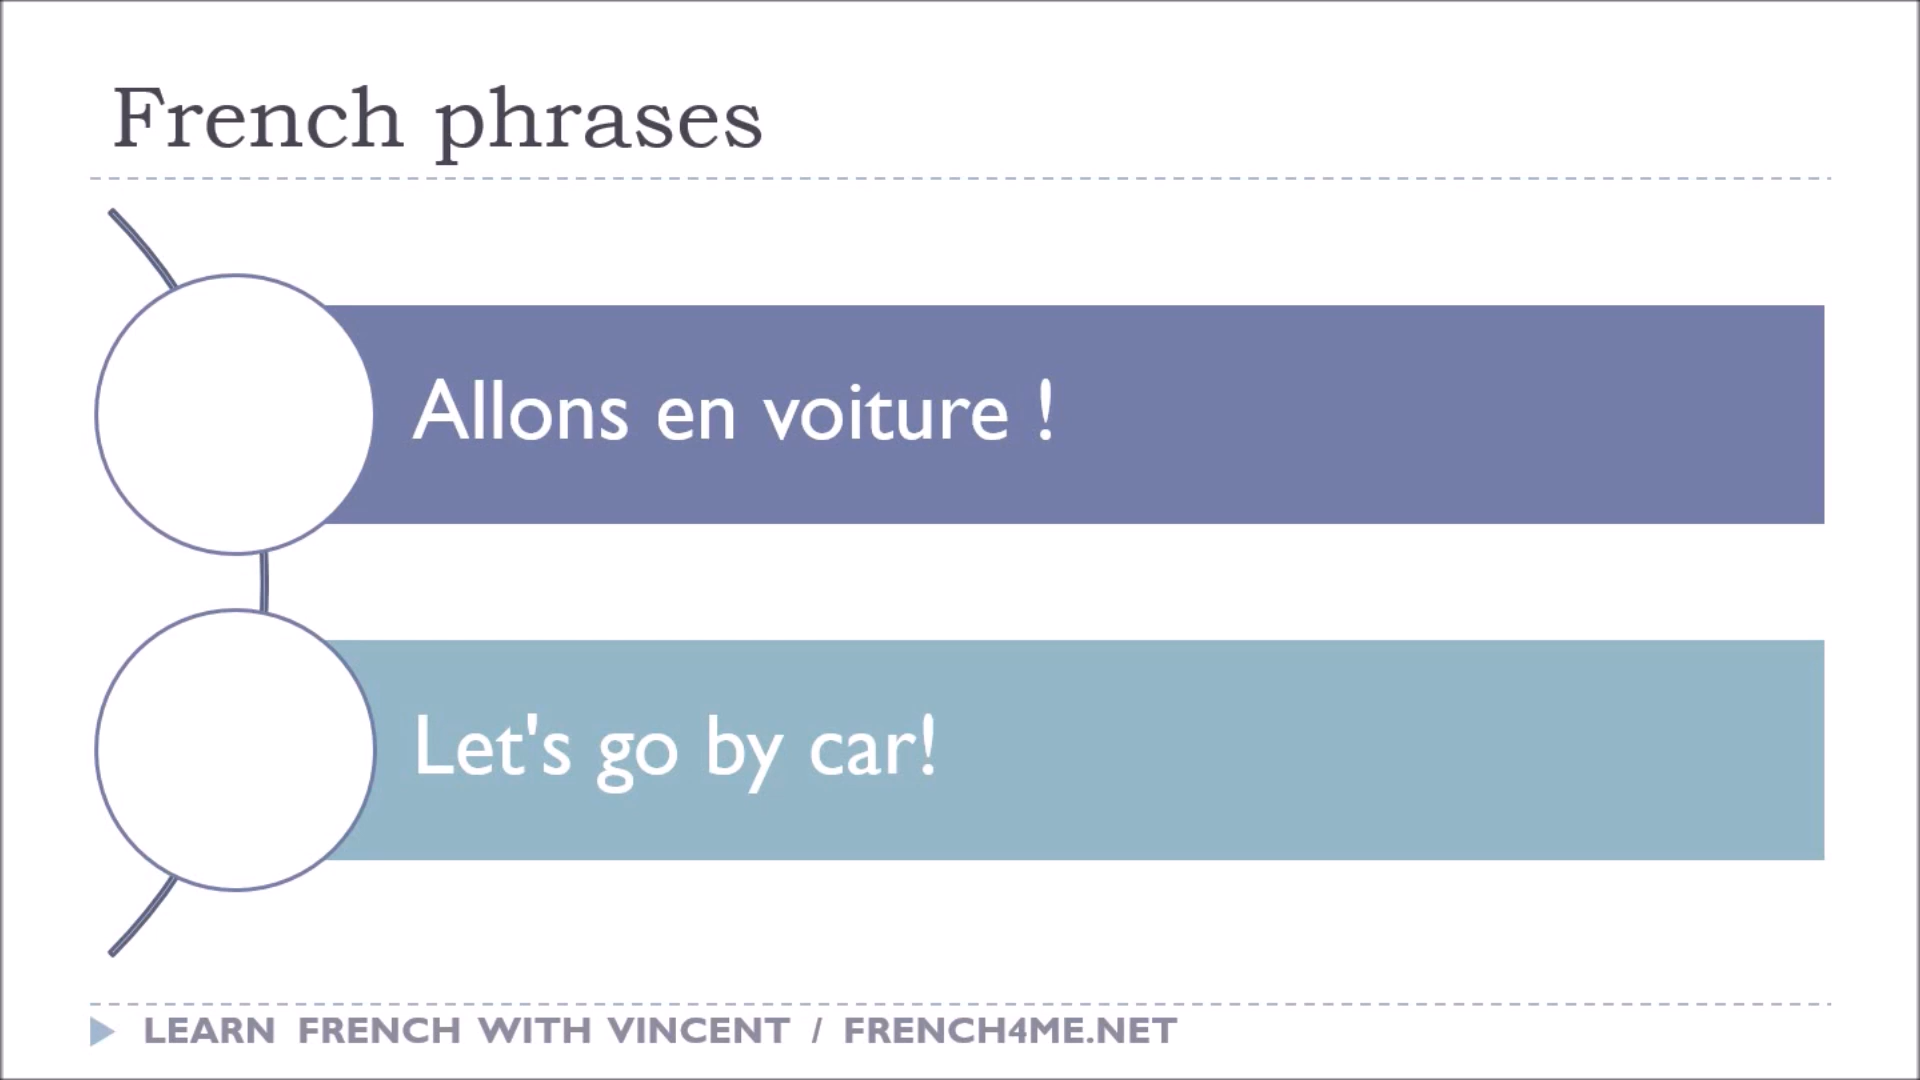 French phrases
Allons en voiture !
Let's go by car!
LEARN FRENCH WITH VINCENT / FRENCH4ME.NET